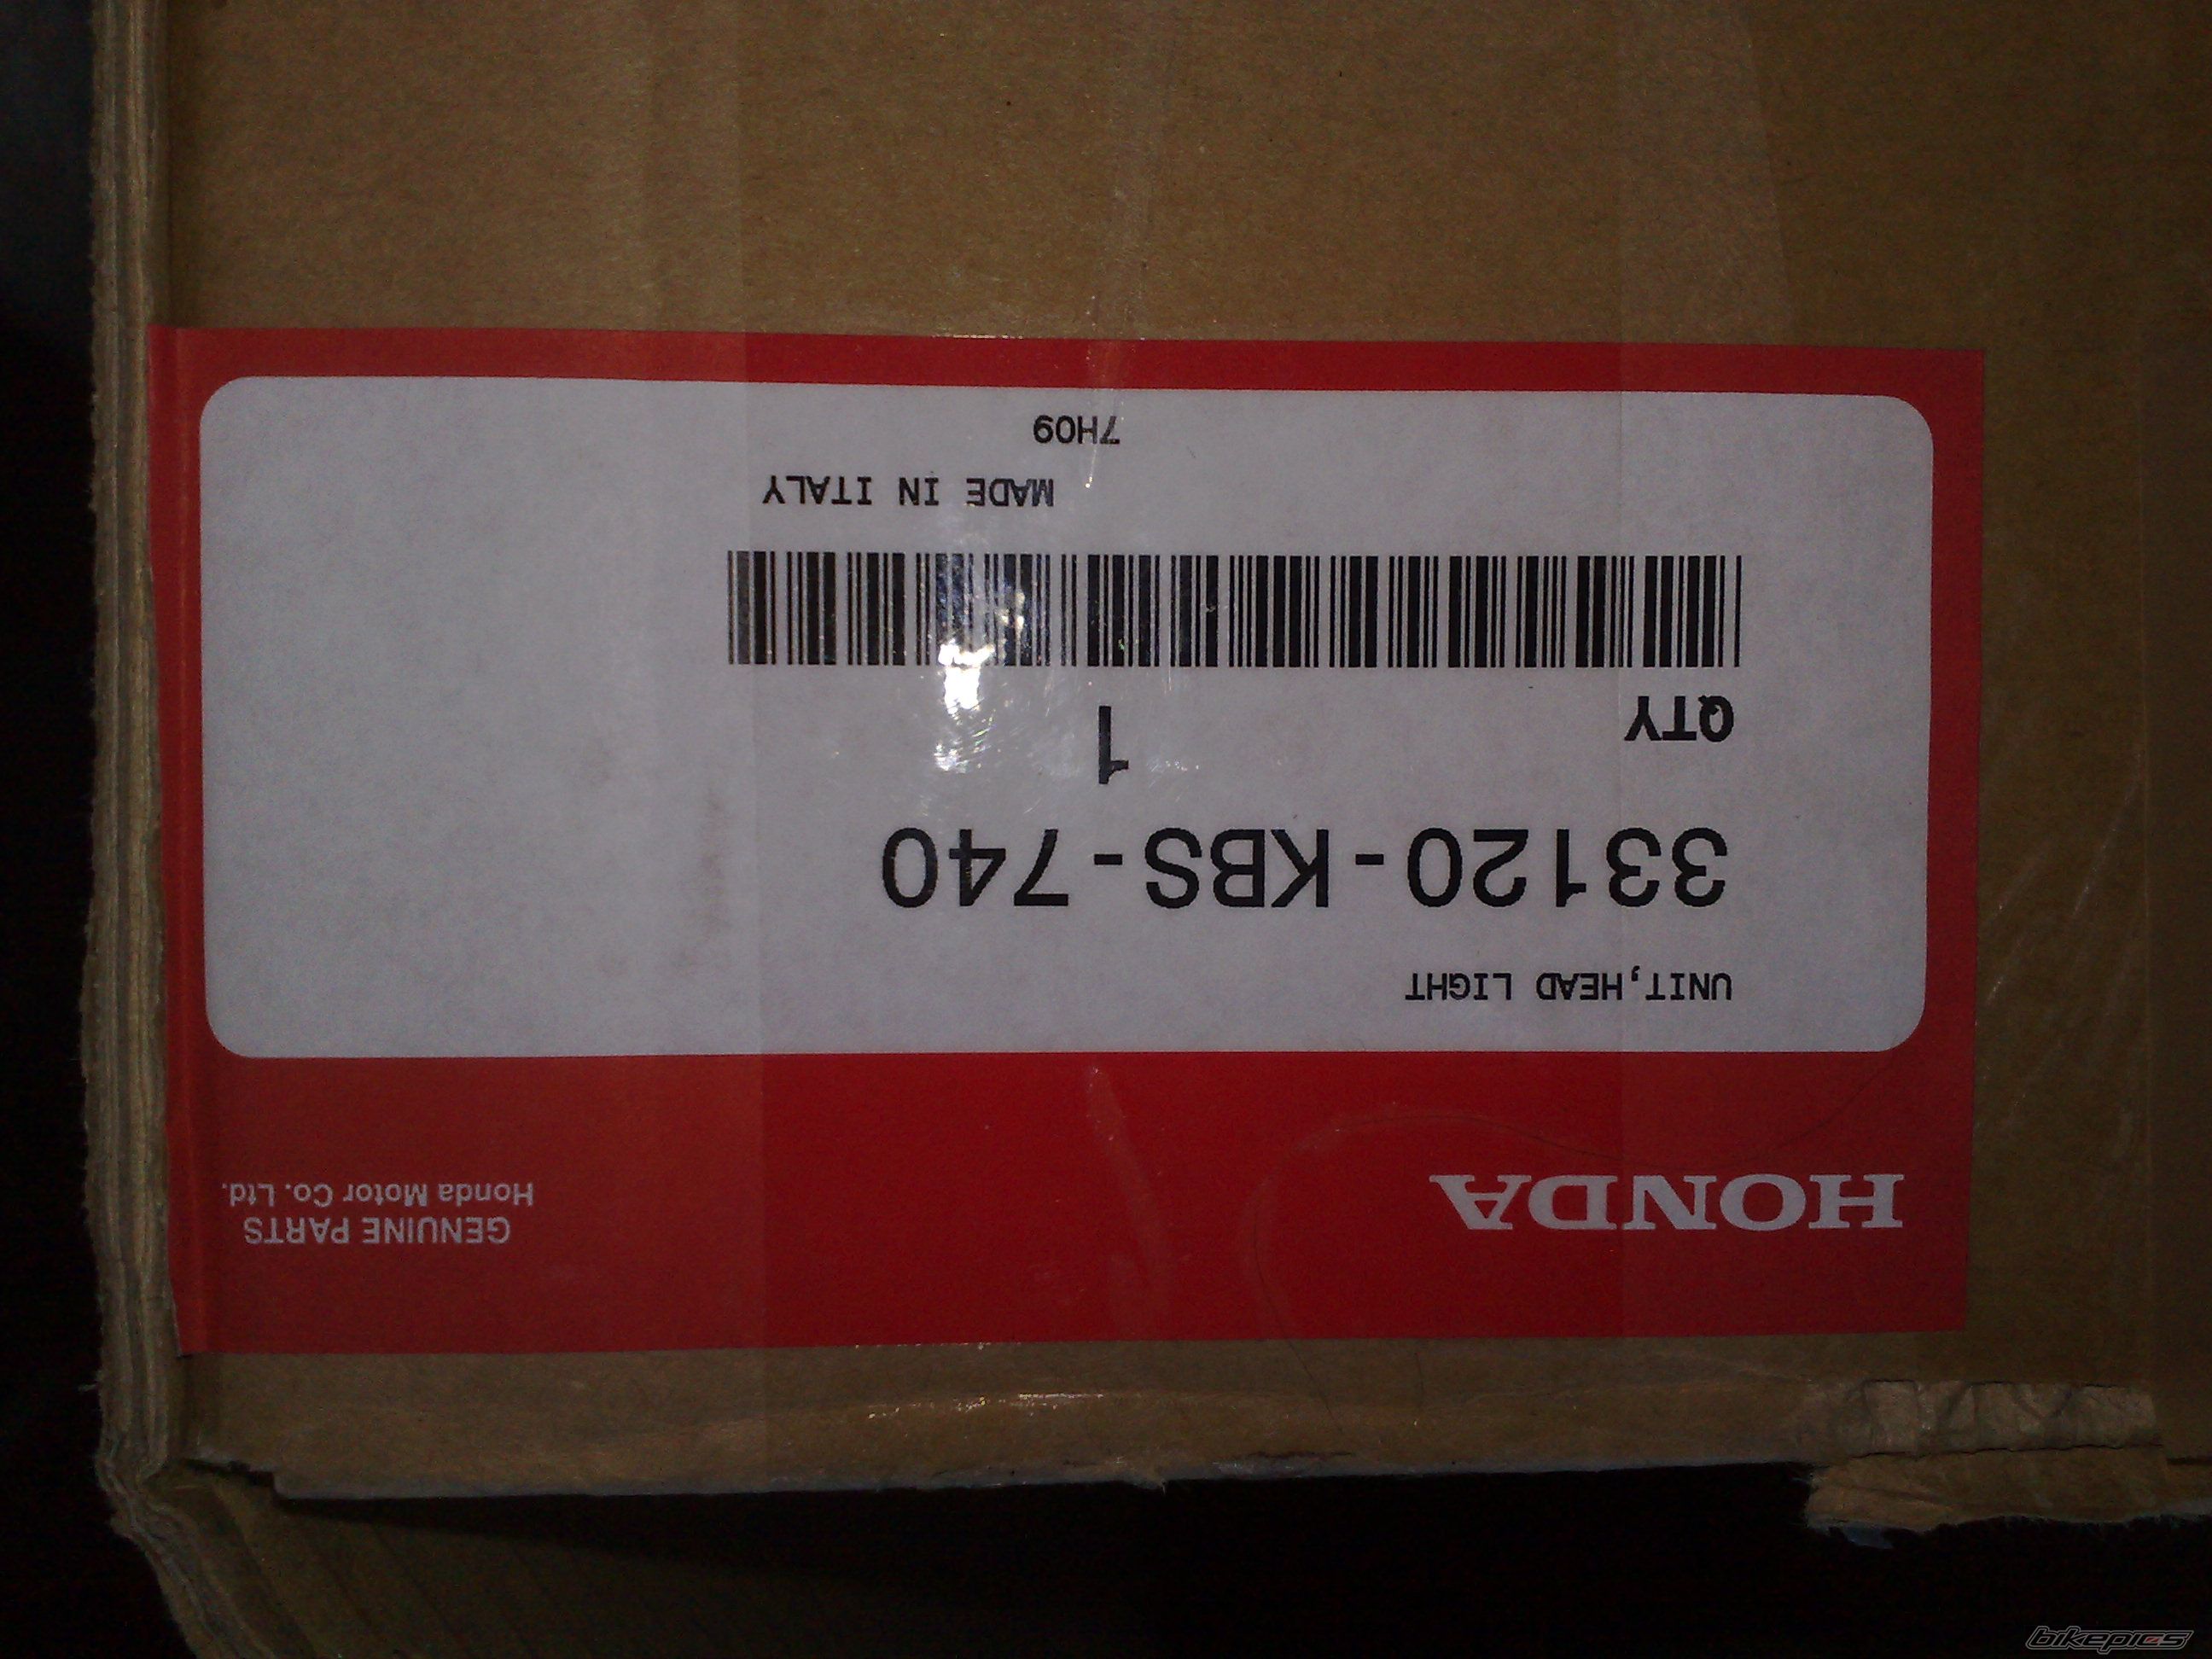 HONDA
GENUINE PARTS
Honda Motor Co. Ltd.
UNIT,HEAD LIGHT
33120-KBS-740
QTY 1
MADE IN ITALY
7H09
bikepics